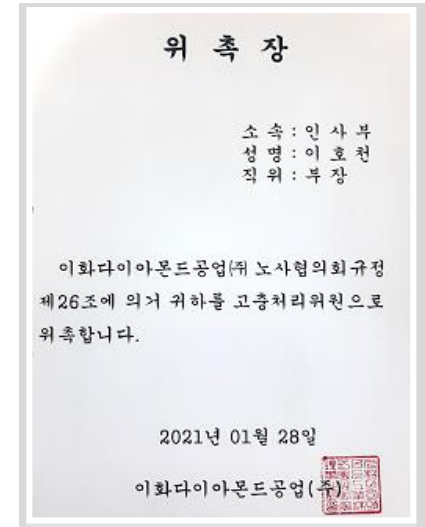 위 촉 장
소 속 : 인 사 부
성 명 : 이 호 천
직 위 : 부 장
이화다이아몬드공업㈜ 노사협의회규정
제26조에 의거 귀하를 고충처리위원으로
위촉합니다.
2021년 01월 28일
이화다이아몬드공업(주)